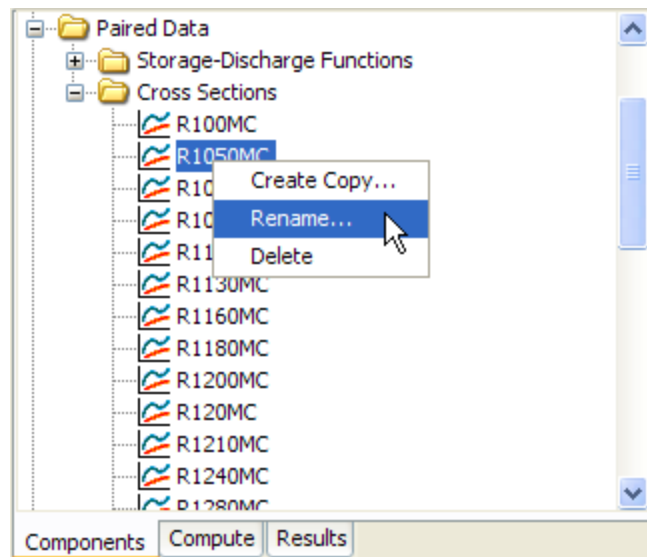 Paired Data
Storage-Discharge Functions
Cross Sections
R100MC
R1050MC
Create Copy...
Rename...
Delete
R1130MC
R1160MC
R1180MC
R1200MC
R120MC
R1210MC
R1240MC
R1280MC
Components Compute Results